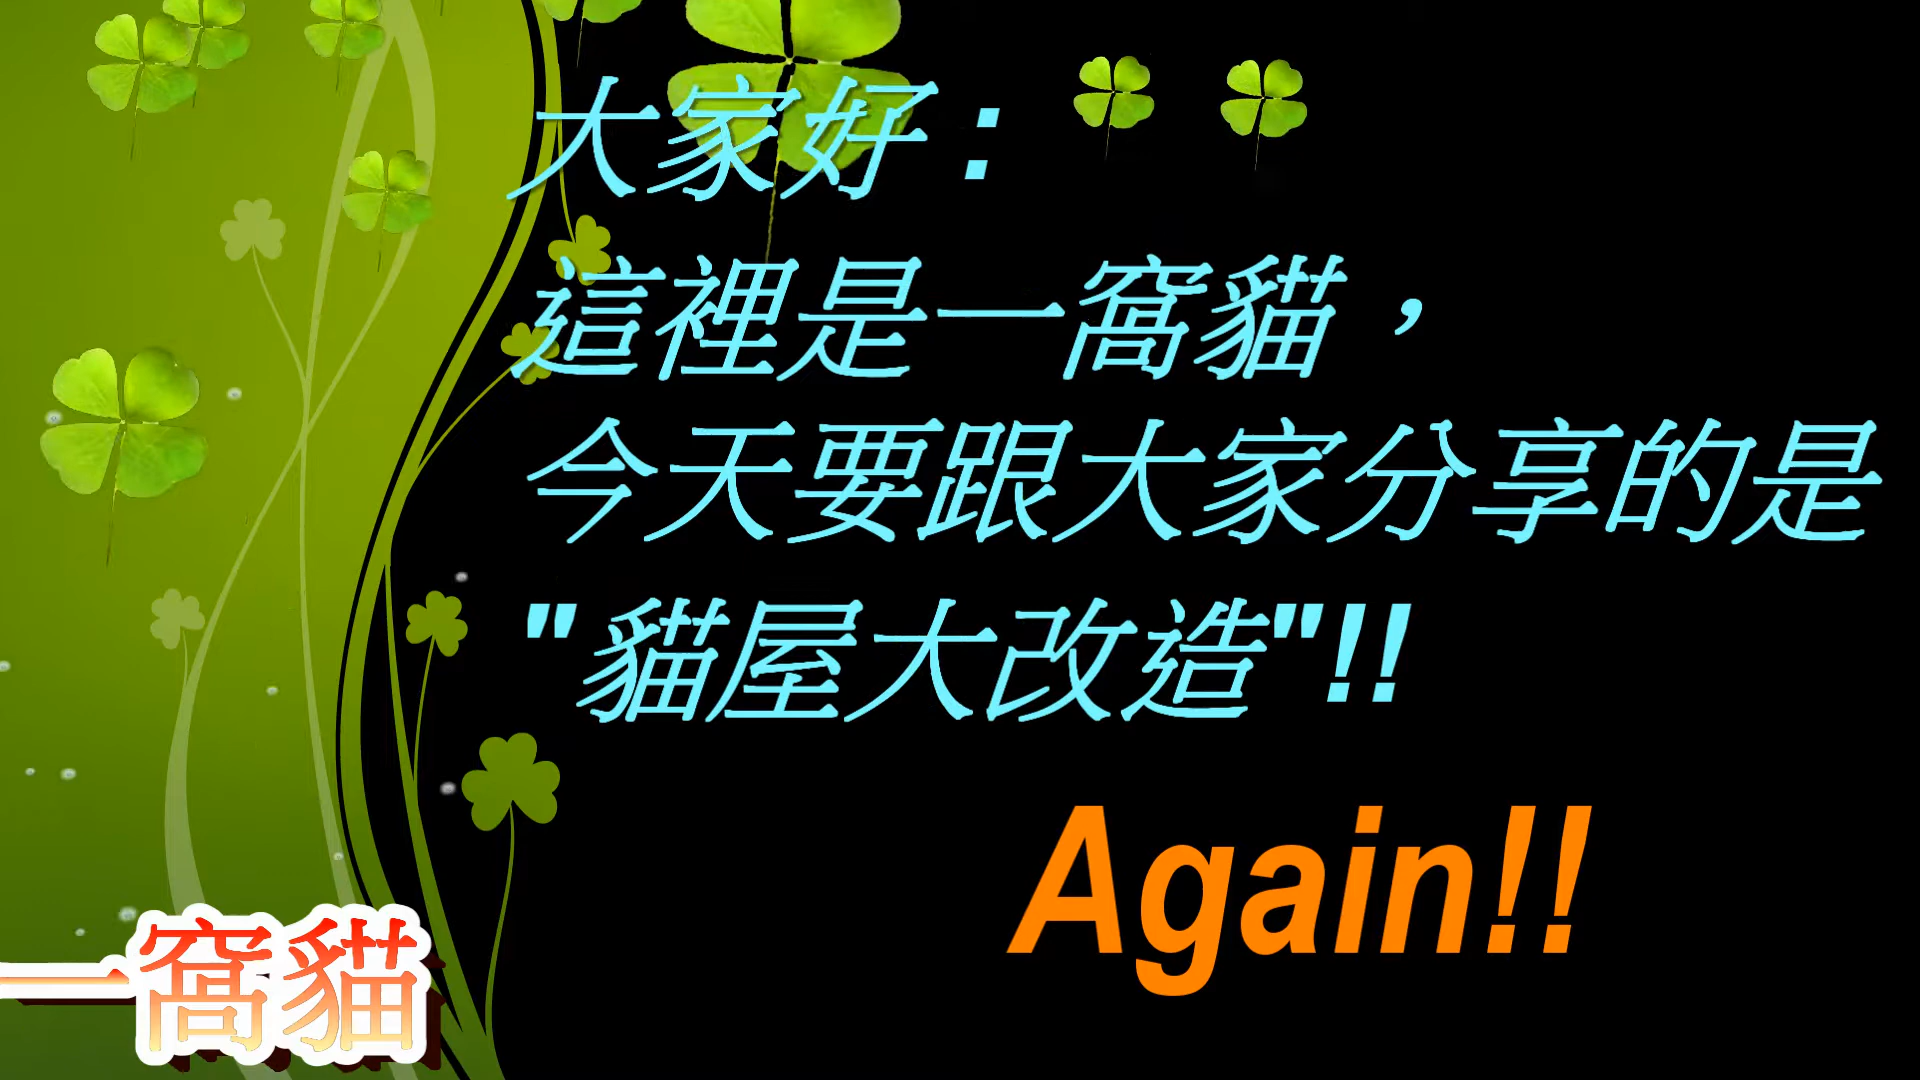 大家好：
這裡是一窩貓，
今天要跟大家分享的是
"貓屋大改造"!!
Again!!
一窩貓